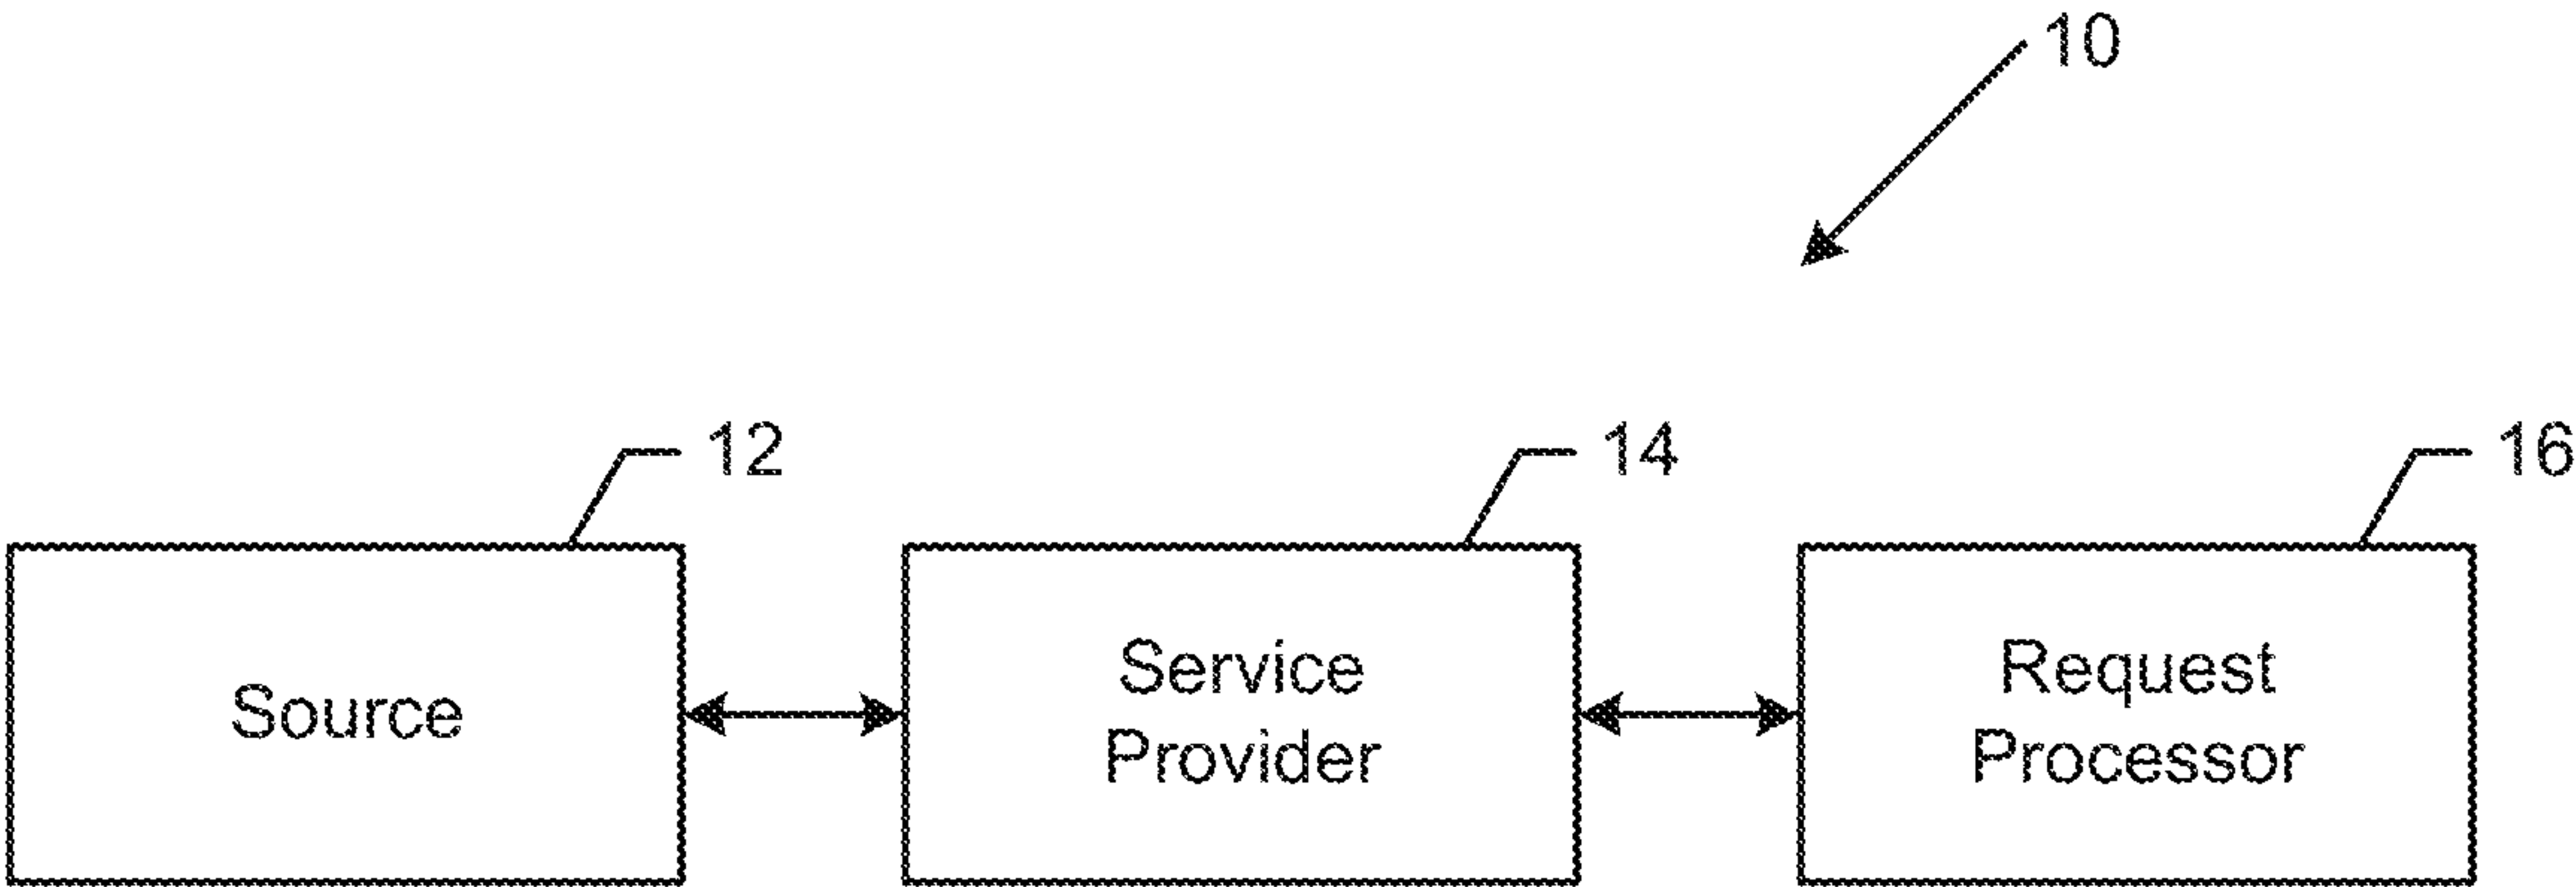 10
12
14
16
Source
Service
Provider
Request
Processor